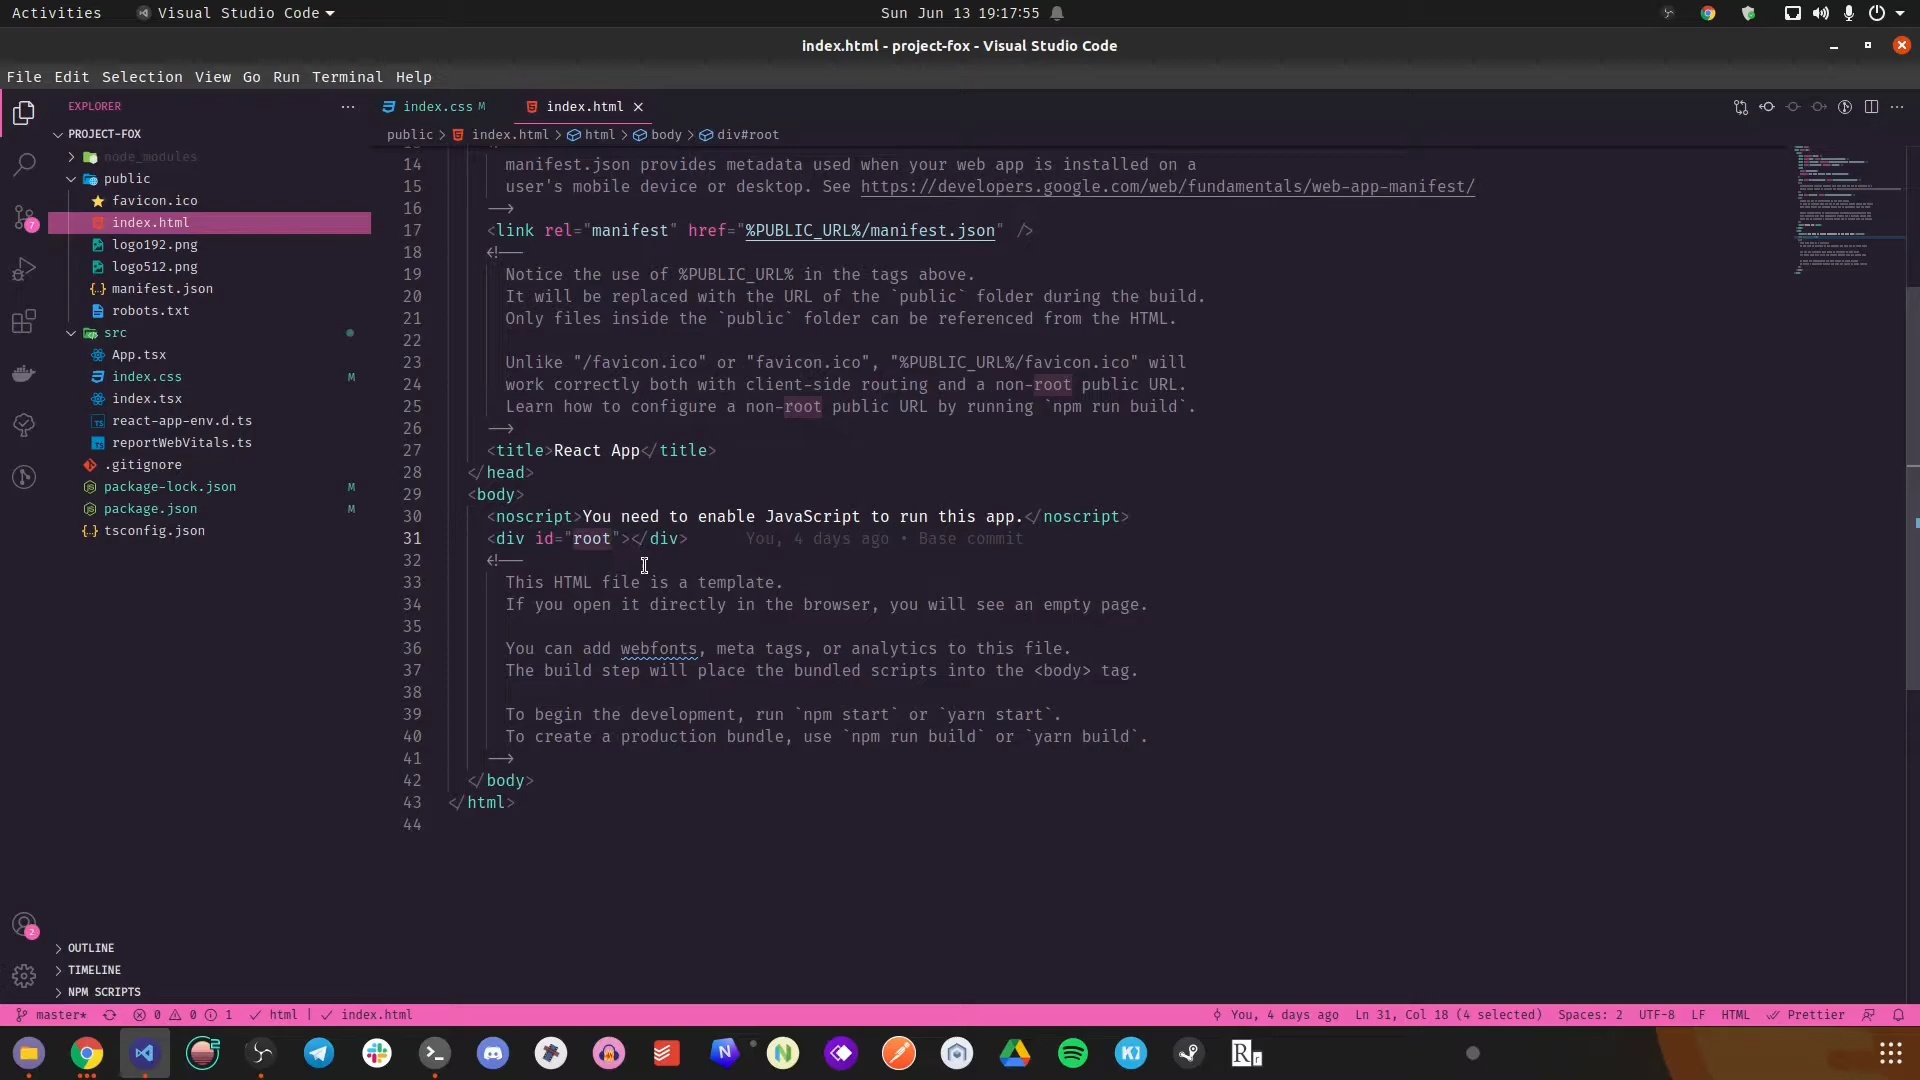 Activities
Visual Studio Code
Sun Jun 13 19:17:55
index.html - project-fox - Visual Studio Code
File Edit Selection View Go Run Terminal Help
EXPLORER
index.css M
index.html
PROJECT-FOX
public > index.html > html > body > div#root
node_modules
public
favicon.ico
index.html
logo192.png
logo512.png
manifest.json
robots.txt
src
App.tsx
index.css M
index.tsx
react-app-env.d.ts
reportWebVitals.ts
.gitignore
package-lock.json M
package.json M
tsconfig.json
7
14 manifest.json provides metadata used when your web app is installed on a
15 user's mobile device or desktop. See https://developers.google.com/web/fundamentals/web-app-manifest/
16 -->
17 <link rel="manifest" href="%PUBLIC_URL%/manifest.json" />
18 <!--
19 Notice the use of %PUBLIC_URL% in the tags above.
20 It will be replaced with the URL of the `public` folder during the build.
21 Only files inside the `public` folder can be referenced from the HTML.
22
23 Unlike "/favicon.ico" or "favicon.ico", "%PUBLIC_URL%/favicon.ico" will
24 work correctly both with client-side routing and a non-root public URL.
25 Learn how to configure a non-root public URL by running `npm run build`.
26 -->
27 <title>React App</title>
28 </head>
29 <body>
30 <noscript>You need to enable JavaScript to run this app.</noscript>
31 <div id="root"></div> You, 4 days ago • Base commit
32 <!--
33 This HTML file is a template.
34 If you open it directly in the browser, you will see an empty page.
35
36 You can add webfonts, meta tags, or analytics to this file.
37 The build step will place the bundled scripts into the <body> tag.
38
39 To begin the development, run `npm start` or `yarn start`.
40 To create a production bundle, use `npm run build` or `yarn build`.
41 -->
42 </body>
43 </html>
44
2
OUTLINE
TIMELINE
NPM SCRIPTS
master* 0 0 1 html | index.html
You, 4 days ago Ln 31, Col 18 (4 selected) Spaces: 2 UTF-8 LF HTML Prettier
2